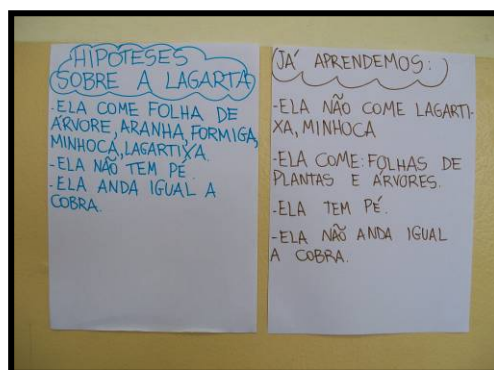 HIPOTESES
SOBRE A LAGARTA
-ELA COME FOLHA DE
ÁRVORE, ARANHA, FORMIGA,
MINHOCA, LAGARTIXA.
-ELA NÃO TEM PÉ.
-ELA ANDA IGUAL A
COBRA.
JÁ APRENDEMOS:
-ELA NÃO COME LAGARTI-
XA, MINHOCA
-ELA COME: FOLHAS DE
PLANTAS E ÁRVORES.
-ELA TEM PÉ.
-ELA NÃO ANDA IGUAL
A COBRA.